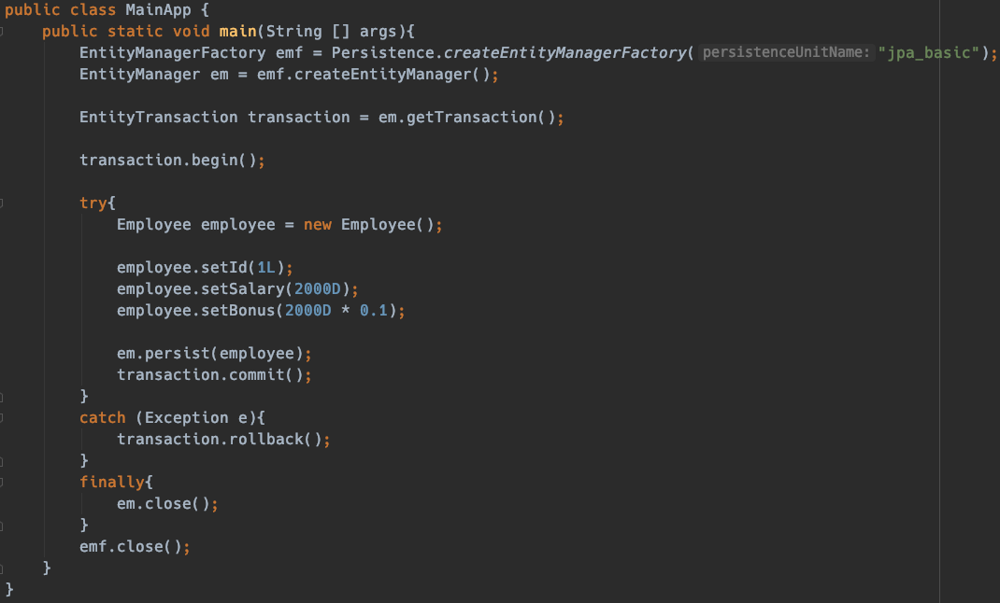 public class MainApp {
    public static void main(String [] args){
        EntityManagerFactory emf = Persistence.createEntityManagerFactory( persistenceUnitName: "jpa_basic");
        EntityManager em = emf.createEntityManager();

        EntityTransaction transaction = em.getTransaction();

        transaction.begin();

        try{
            Employee employee = new Employee();

            employee.setId(1L);
            employee.setSalary(2000D);
            employee.setBonus(2000D * 0.1);

            em.persist(employee);
            transaction.commit();
        }
        catch (Exception e){
            transaction.rollback();
        }
        finally{
            em.close();
        }
        emf.close();
    }
}